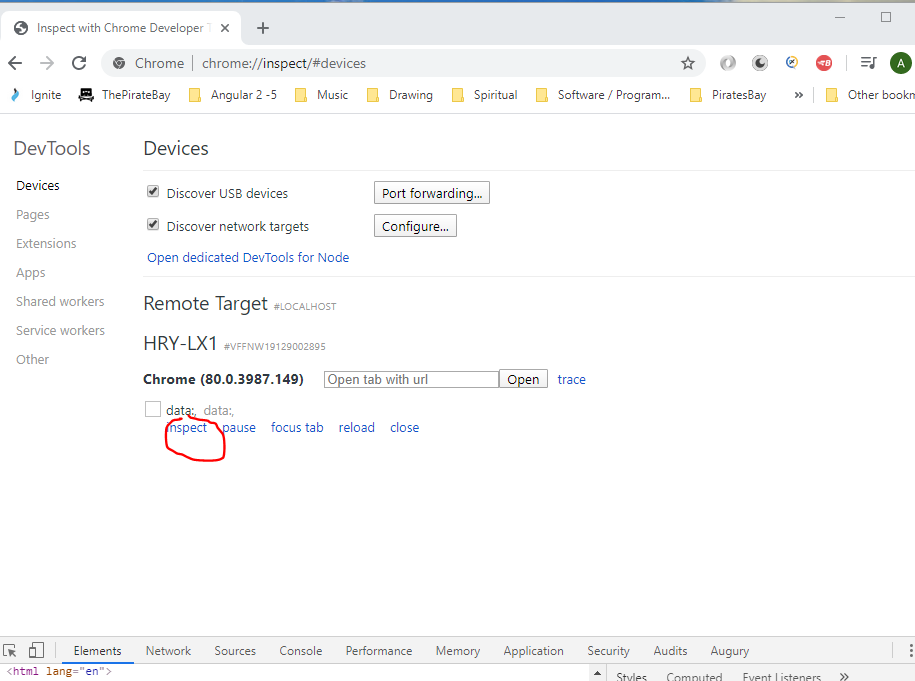 Inspect with Chrome Developer T
Chrome | chrome://inspect/#devices
A
Ignite ThePirateBay Angular 2 -5 Music Drawing Spiritual Software / Program... PiratesBay » Other bookm
DevTools
Devices
Pages
Extensions
Apps
Shared workers
Service workers
Other
Devices
Discover USB devices Port forwarding...
Discover network targets Configure...
Open dedicated DevTools for Node
Remote Target #LOCALHOST
HRY-LX1 #VFFNW19129002895
Chrome (80.0.3987.149) Open tab with url Open trace
data:, data:,
inspect pause focus tab reload close
Elements Network Sources Console Performance Memory Application Security Audits Augury
<html lang="en"> Styles Computed Event Listeners »